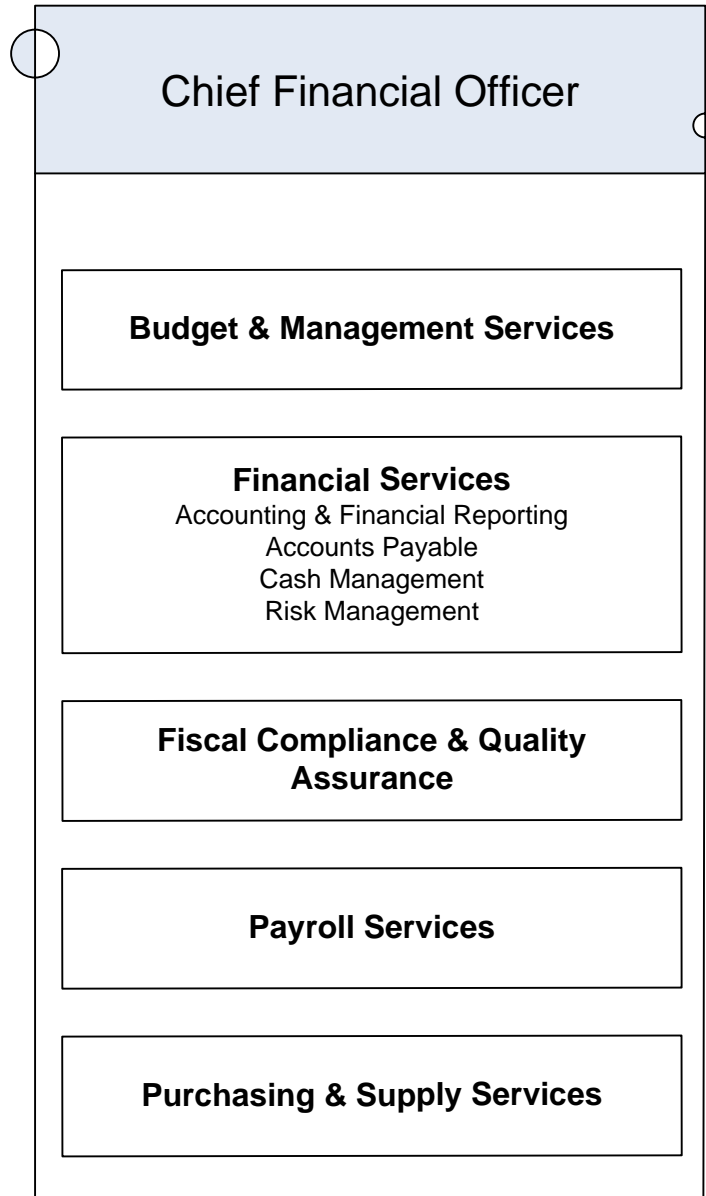 Chief Financial Officer
Budget & Management Services
Financial Services
Accounting & Financial Reporting
Accounts Payable
Cash Management
Risk Management
Fiscal Compliance & Quality
Assurance
Payroll Services
Purchasing & Supply Services